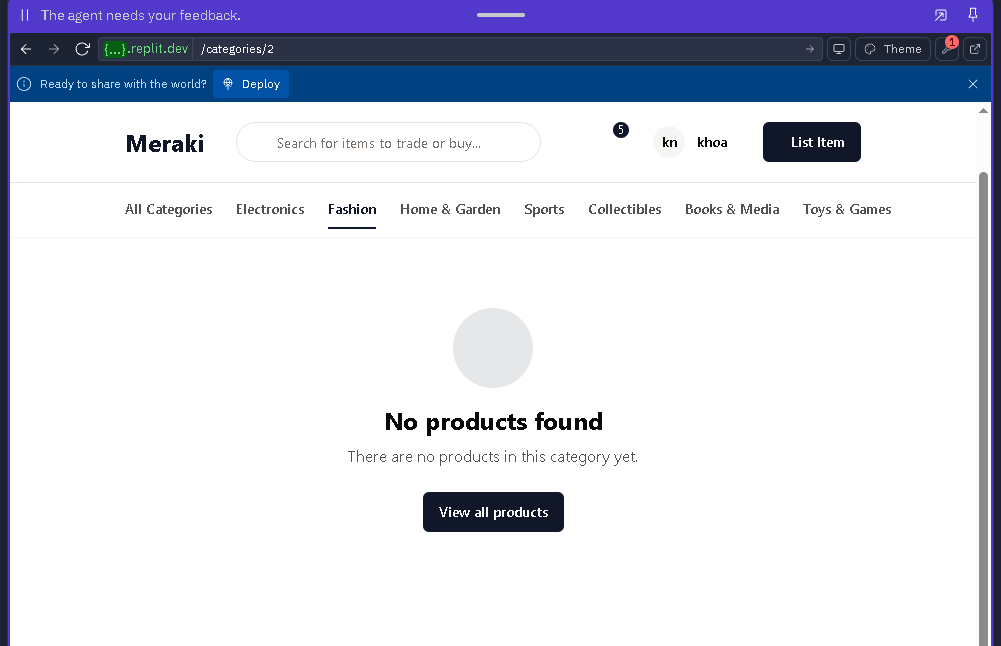 The agent needs your feedback.
{...}.replit.dev /categories/2 Theme 1
Ready to share with the world? Deploy
Meraki Search for items to trade or buy... 5 kn khoa List Item
All Categories Electronics Fashion Home & Garden Sports Collectibles Books & Media Toys & Games
No products found
There are no products in this category yet.
View all products